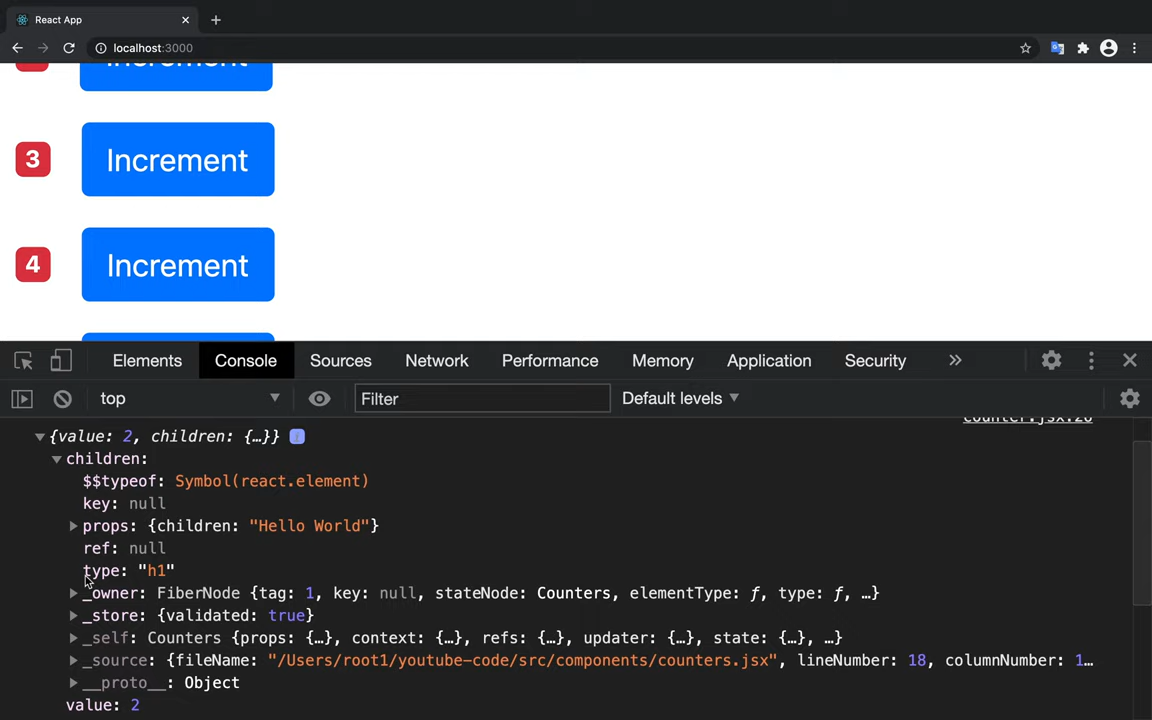 React App
localhost:3000
Increment
3 Increment
4 Increment
Elements Console Sources Network Performance Memory Application Security »
top Filter Default levels
counter.jsx:26
{value: 2, children: {…}} i
children:
$$typeof: Symbol(react.element)
key: null
props: {children: "Hello World"}
ref: null
type: "h1"
_owner: FiberNode {tag: 1, key: null, stateNode: Counters, elementType: ƒ, type: ƒ, …}
_store: {validated: true}
_self: Counters {props: {…}, context: {…}, refs: {…}, updater: {…}, state: {…}, …}
_source: {fileName: "/Users/root1/youtube-code/src/components/counters.jsx", lineNumber: 18, columnNumber: 1…
__proto__: Object
value: 2